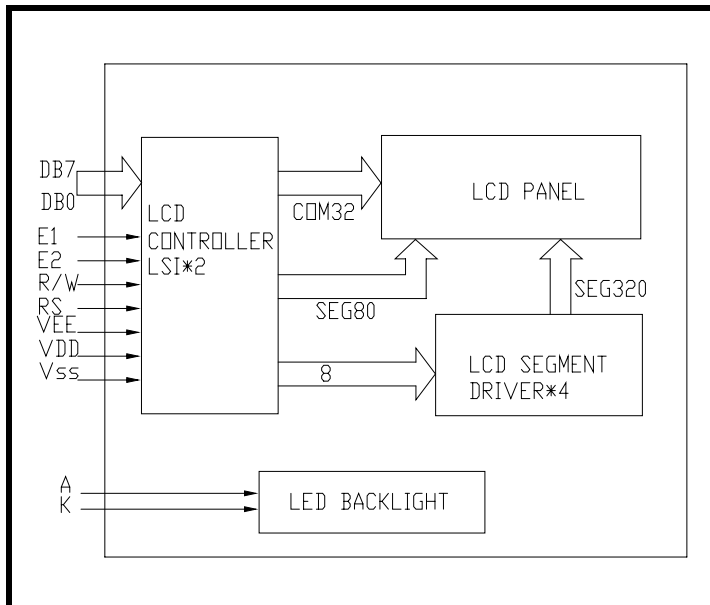 DB7
DB0
E1
E2
R/W
RS
VEE
VDD
Vss
LCD
CONTROLLER
LSI*2
COM32
LCD PANEL
SEG80
SEG320
8
LCD SEGMENT
DRIVER*4
A
K
LED BACKLIGHT